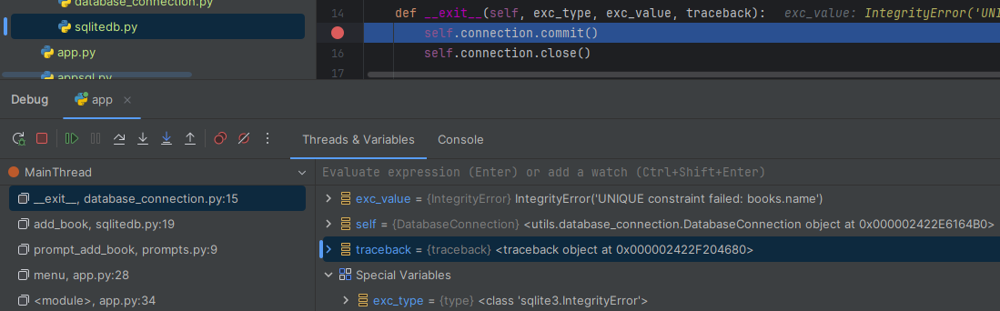 database_connection.py
sqlitedb.py
app.py
appsql.py
14 def __exit__(self, exc_type, exc_value, traceback): exc_value: IntegrityError('UNI
self.connection.commit()
16 self.connection.close()
17
Debug app
Threads & Variables Console
MainThread
Evaluate expression (Enter) or add a watch (Ctrl+Shift+Enter)
__exit__, database_connection.py:15
exc_value = {IntegrityError} IntegrityError('UNIQUE constraint failed: books.name')
add_book, sqlitedb.py:19
self = {DatabaseConnection} <utils.database_connection.DatabaseConnection object at 0x000002422E6164B0>
prompt_add_book, prompts.py:9
traceback = {traceback} <traceback object at 0x000002422F204680>
menu, app.py:28
Special Variables
<module>, app.py:34
exc_type = {type} <class 'sqlite3.IntegrityError'>